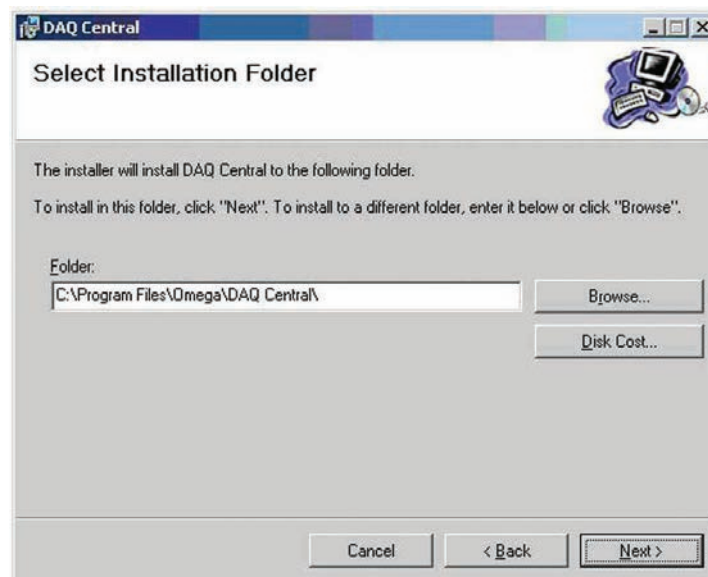 DAQ Central
Select Installation Folder
The installer will install DAQ Central to the following folder.
To install in this folder, click "Next". To install to a different folder, enter it below or click "Browse".
Folder:
C:\Program Files\Omega\DAQ Central\
Browse...
Disk Cost...
Cancel
< Back
Next >